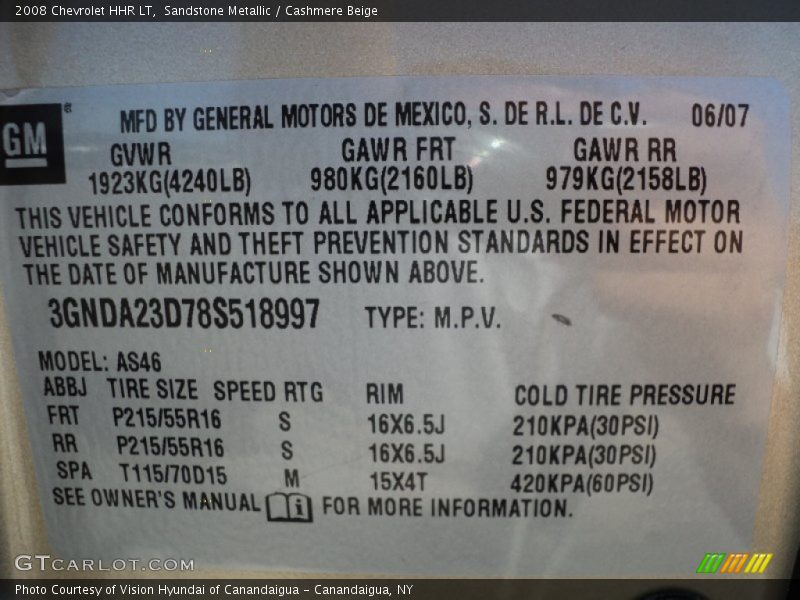 2008 Chevrolet HHR LT,  Sandstone Metallic / Cashmere Beige
GM®
MFD BY GENERAL MOTORS DE MEXICO, S. DE R.L. DE C.V. 06/07
GVWR GAWR FRT GAWR RR
1923KG(4240LB) 980KG(2160LB) 979KG(2158LB)
THIS VEHICLE CONFORMS TO ALL APPLICABLE U.S. FEDERAL MOTOR
VEHICLE SAFETY AND THEFT PREVENTION STANDARDS IN EFFECT ON
THE DATE OF MANUFACTURE SHOWN ABOVE.
3GNDA23D78S518997 TYPE: M.P.V.
MODEL: AS46
ABBJ TIRE SIZE SPEED RTG RIM COLD TIRE PRESSURE
FRT P215/55R16 S 16X6.5J 210KPA(30PSI)
RR P215/55R16 S 16X6.5J 210KPA(30PSI)
SPA T115/70D15 M 15X4T 420KPA(60PSI)
SEE OWNER'S MANUAL i FOR MORE INFORMATION.
GTCARLOT.COM
Photo Courtesy of Vision Hyundai of Canandaigua – Canandaigua, NY